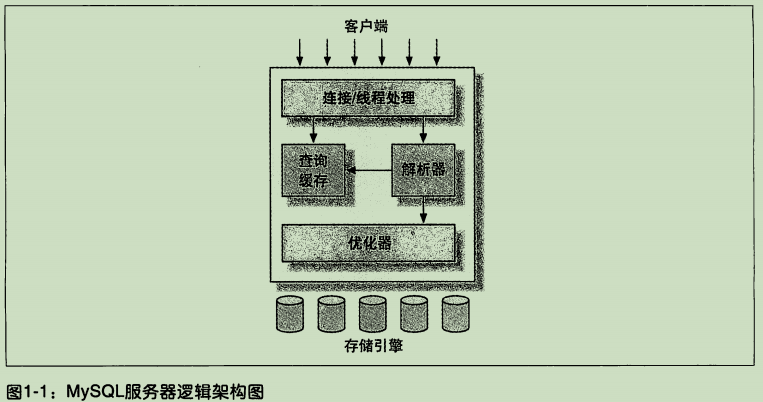 客户端
连接/线程处理
查询
缓存
解析器
优化器
存储引擎
图1-1：MySQL服务器逻辑架构图